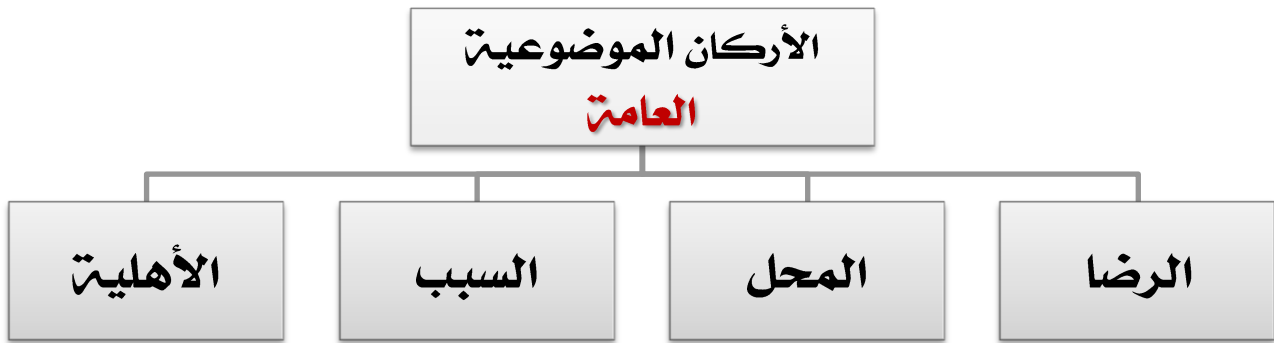 الأركان الموضوعية
العامة
الرضا
المحل
السبب
الأهلية